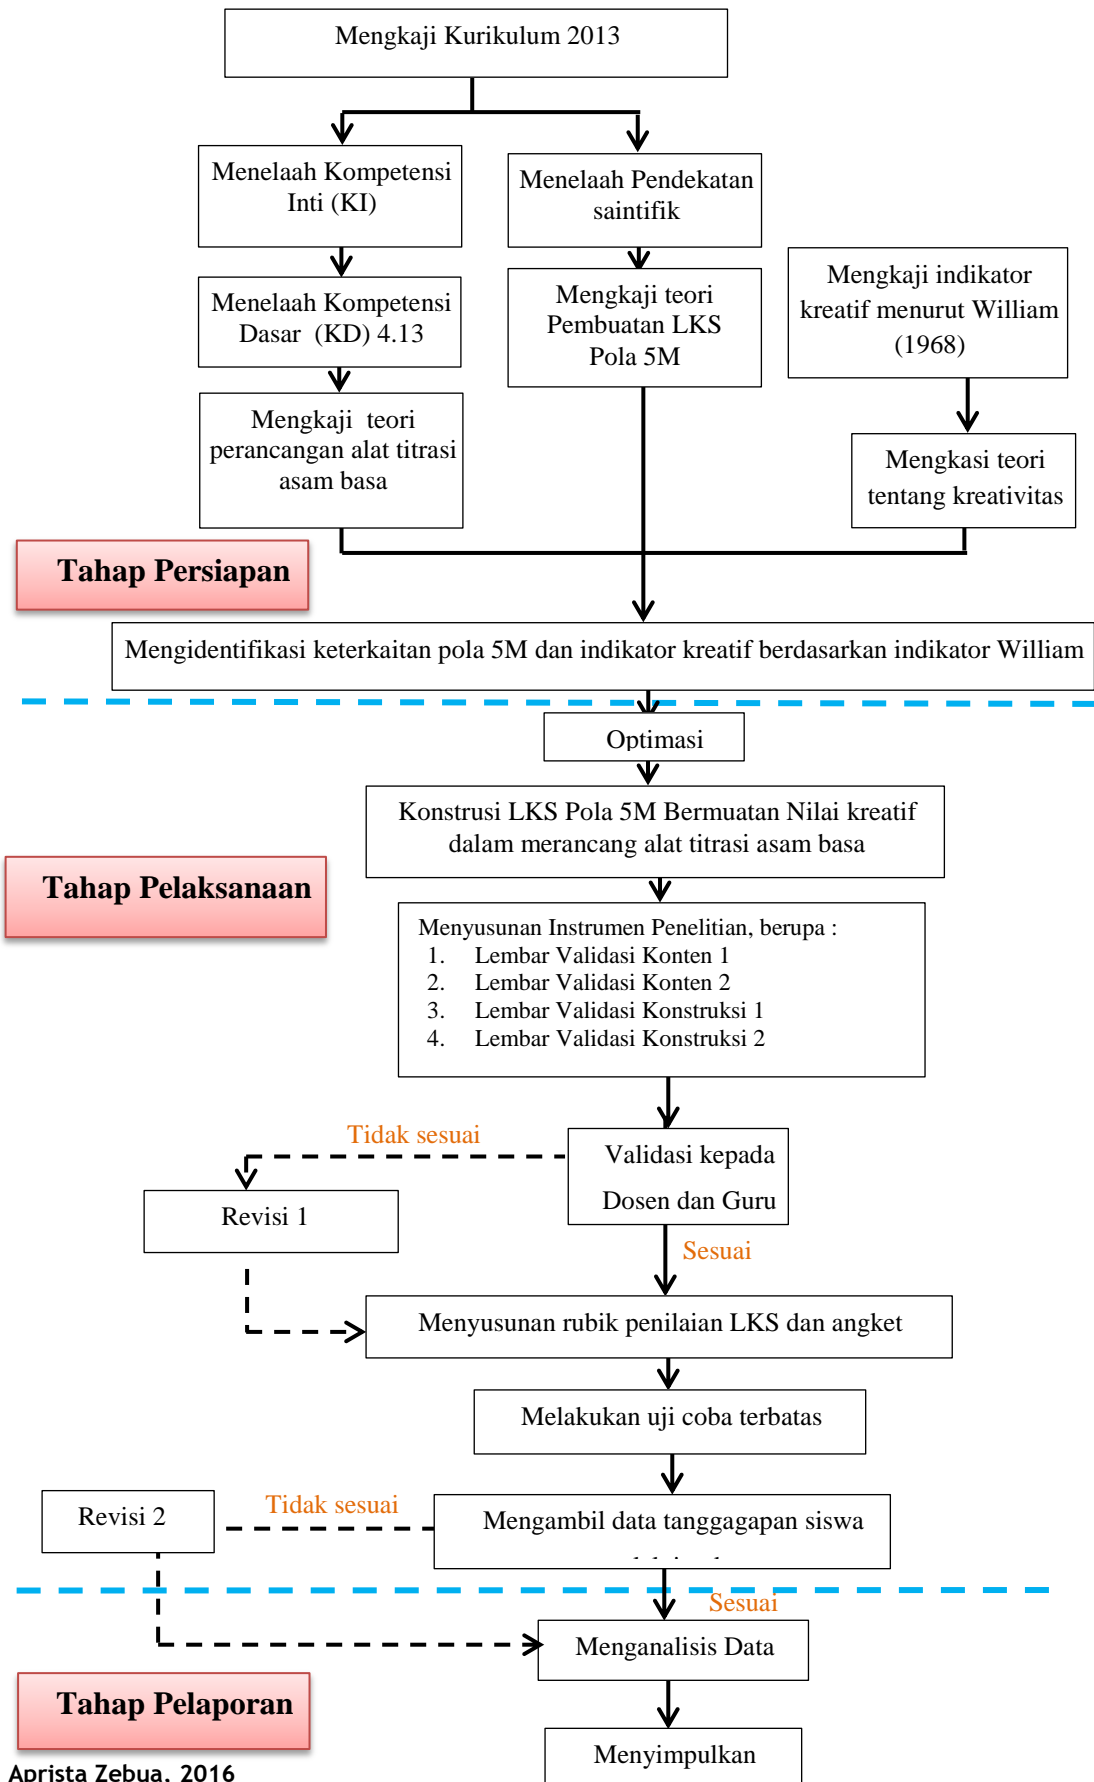 Mengkaji Kurikulum 2013
Menelaah Kompetensi
Inti (KI)
Menelaah Pendekatan
saintifik
Menelaah Kompetensi
Dasar (KD) 4.13
Mengkaji teori
Pembuatan LKS
Pola 5M
Mengkaji indikator
kreatif menurut William
(1968)
Mengkaji teori
perancangan alat titrasi
asam basa
Mengkasi teori
tentang kreativitas
Tahap Persiapan
Mengidentifikasi keterkaitan pola 5M dan indikator kreatif berdasarkan indikator William
Optimasi
Konstrusi LKS Pola 5M Bermuatan Nilai kreatif
dalam merancang alat titrasi asam basa
Tahap Pelaksanaan
Menyusunan Instrumen Penelitian, berupa :
1. Lembar Validasi Konten 1
2. Lembar Validasi Konten 2
3. Lembar Validasi Konstruksi 1
4. Lembar Validasi Konstruksi 2
Tidak sesuai
Validasi kepada
Dosen dan Guru
Revisi 1
Sesuai
Menyusunan rubik penilaian LKS dan angket
Melakukan uji coba terbatas
Revisi 2
Tidak sesuai
Mengambil data tanggagapan siswa
Sesuai
Menganalisis Data
Tahap Pelaporan
Menyimpulkan
Aprista Zebua, 2016